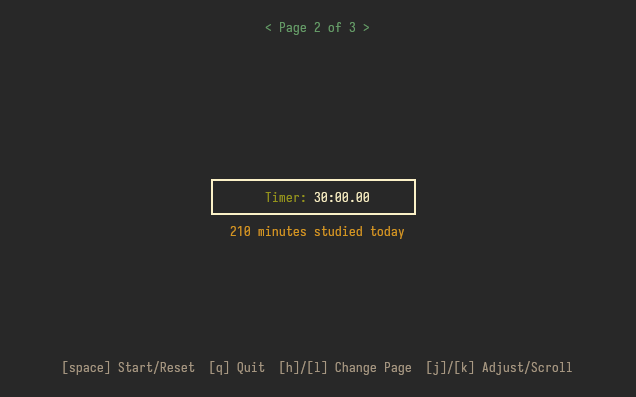 < Page 2 of 3 >
Timer: 30:00.00
210 minutes studied today
[space] Start/Reset  [q] Quit  [h]/[l] Change Page  [j]/[k] Adjust/Scroll